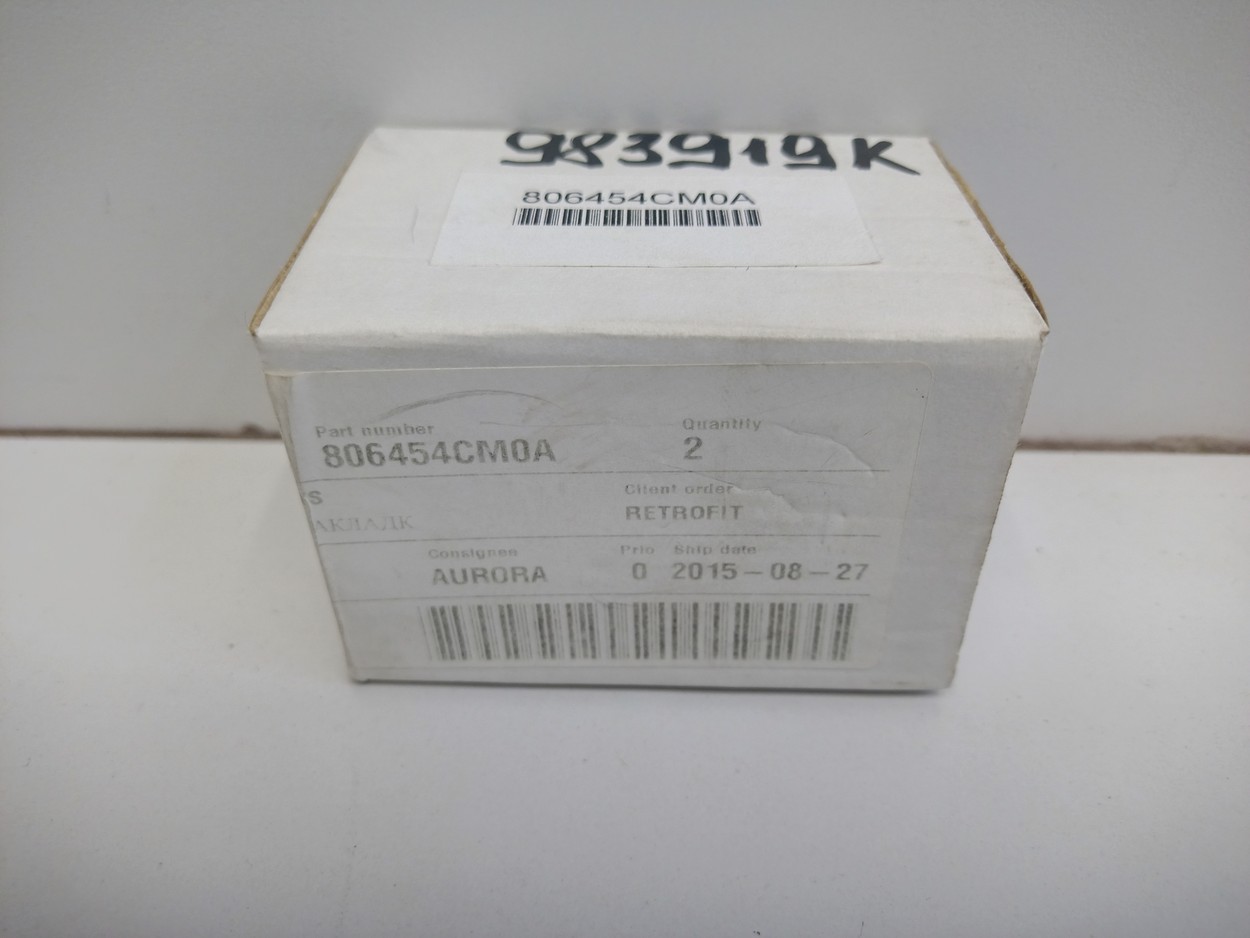 983919K
806454CM0A
Part number Quantity
806454CM0A 2
S Client order
АКЛАДК RETROFIT
Consignee Prio Ship date
AURORA 0 2015-08-27